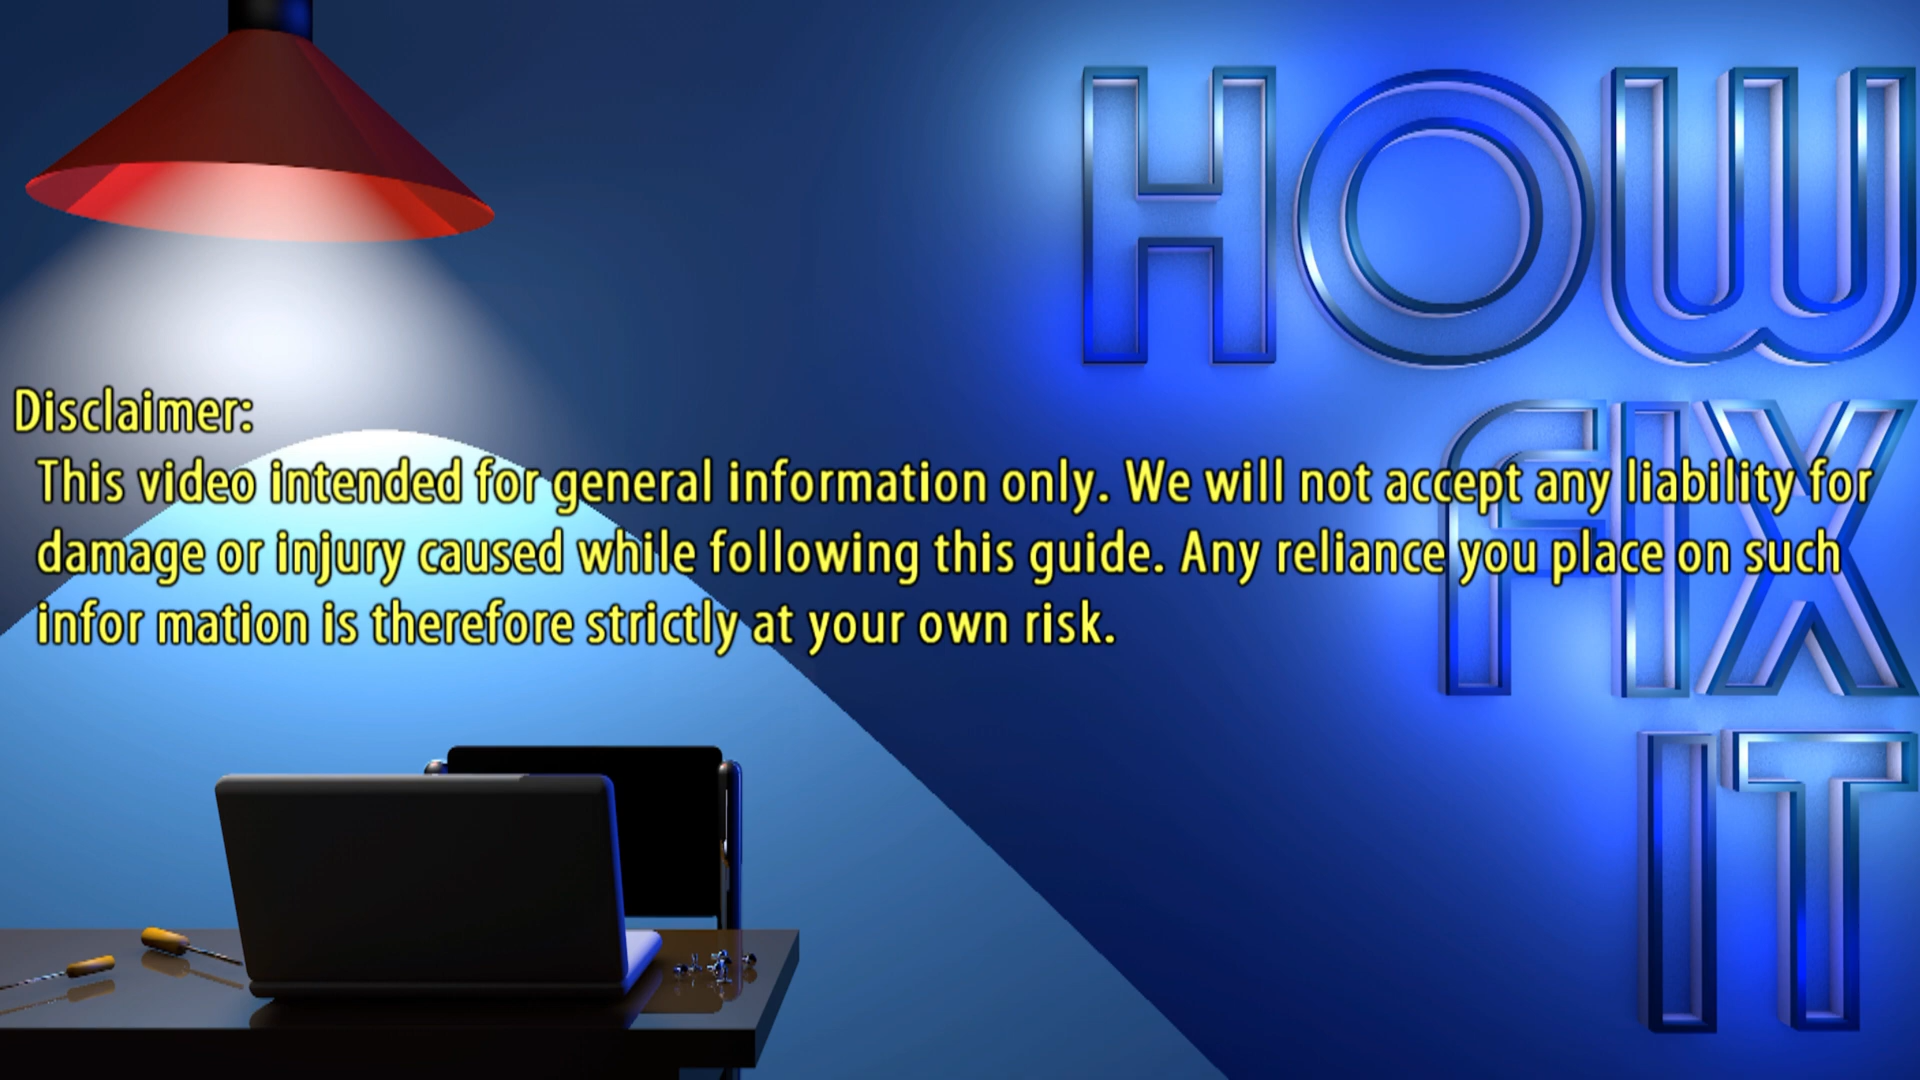 HOW
FIX
IT
Disclaimer:
This video intended for general information only. We will not accept any liability for
damage or injury caused while following this guide. Any reliance you place on such
infor mation is therefore strictly at your own risk.